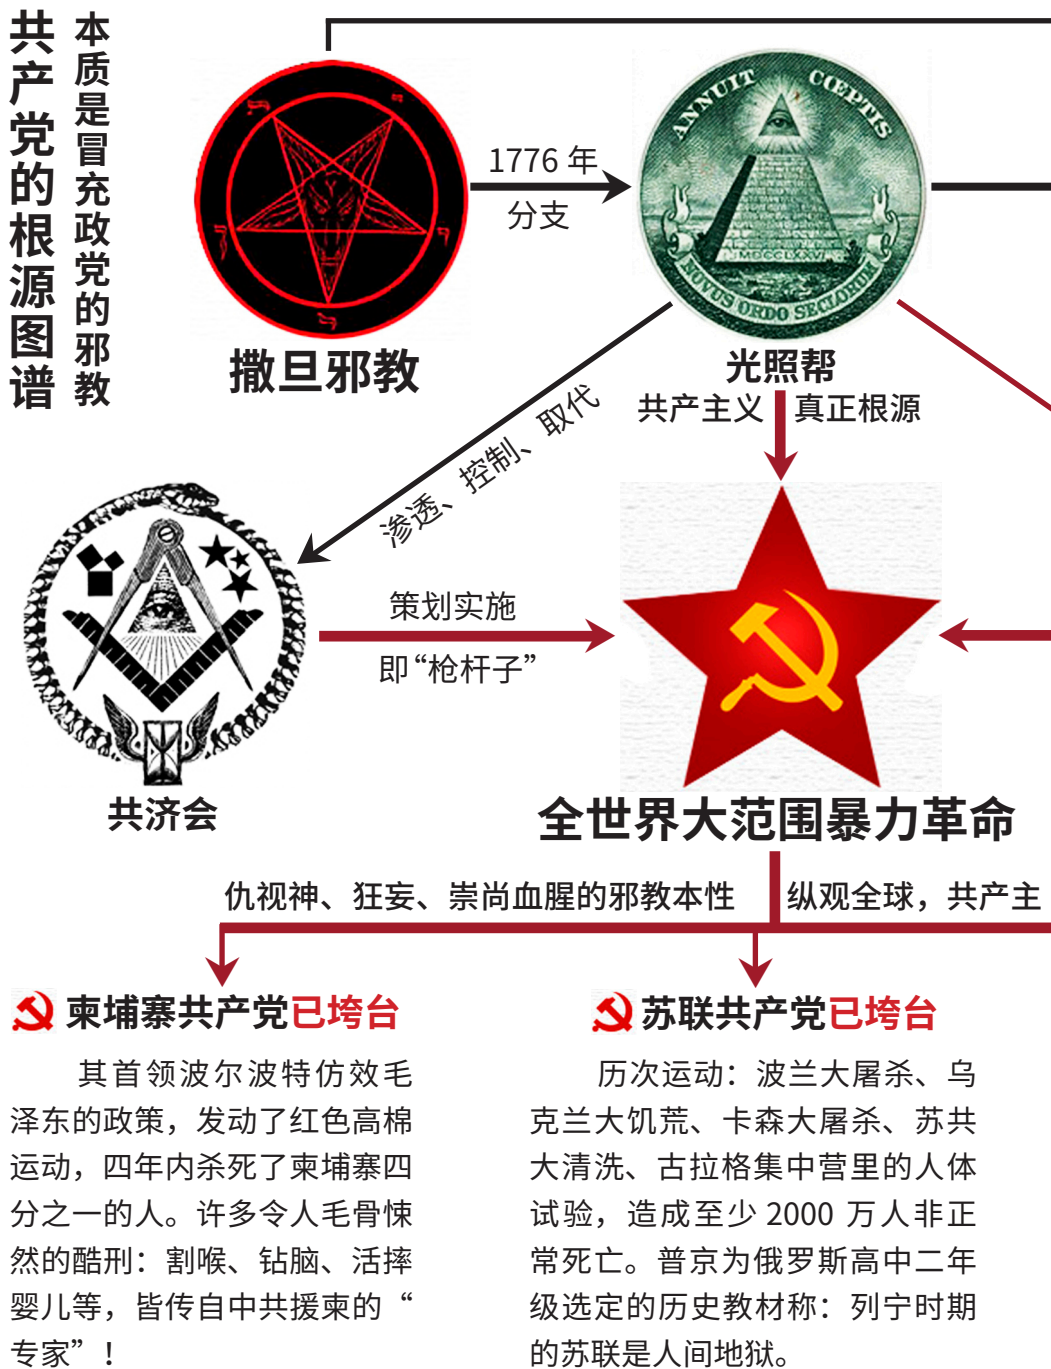 共产党的根源图谱
本质是冒充政党的邪教
ANNUIT CŒPTIS
MDCCLXXVI
NOVUS ORDO SECLORUM
1776 年
分支
撒旦邪教
光照帮
共产主义 真正根源
渗透、控制、取代
策划实施
即“枪杆子”
共济会
全世界大范围暴力革命
仇视神、狂妄、崇尚血腥的邪教本性 纵观全球，共产主
柬埔寨共产党已垮台
其首领波尔波特仿效毛
泽东的政策，发动了红色高棉
运动，四年内杀死了柬埔寨四
分之一的人。许多令人毛骨悚
然的酷刑：割喉、钻脑、活摔
婴儿等，皆传自中共援柬的“
专家”！
苏联共产党已垮台
历次运动：波兰大屠杀、乌
克兰大饥荒、卡森大屠杀、苏共
大清洗、古拉格集中营里的人体
试验，造成至少 2000 万人非正
常死亡。普京为俄罗斯高中二年
级选定的历史教材称：列宁时期
的苏联是人间地狱。